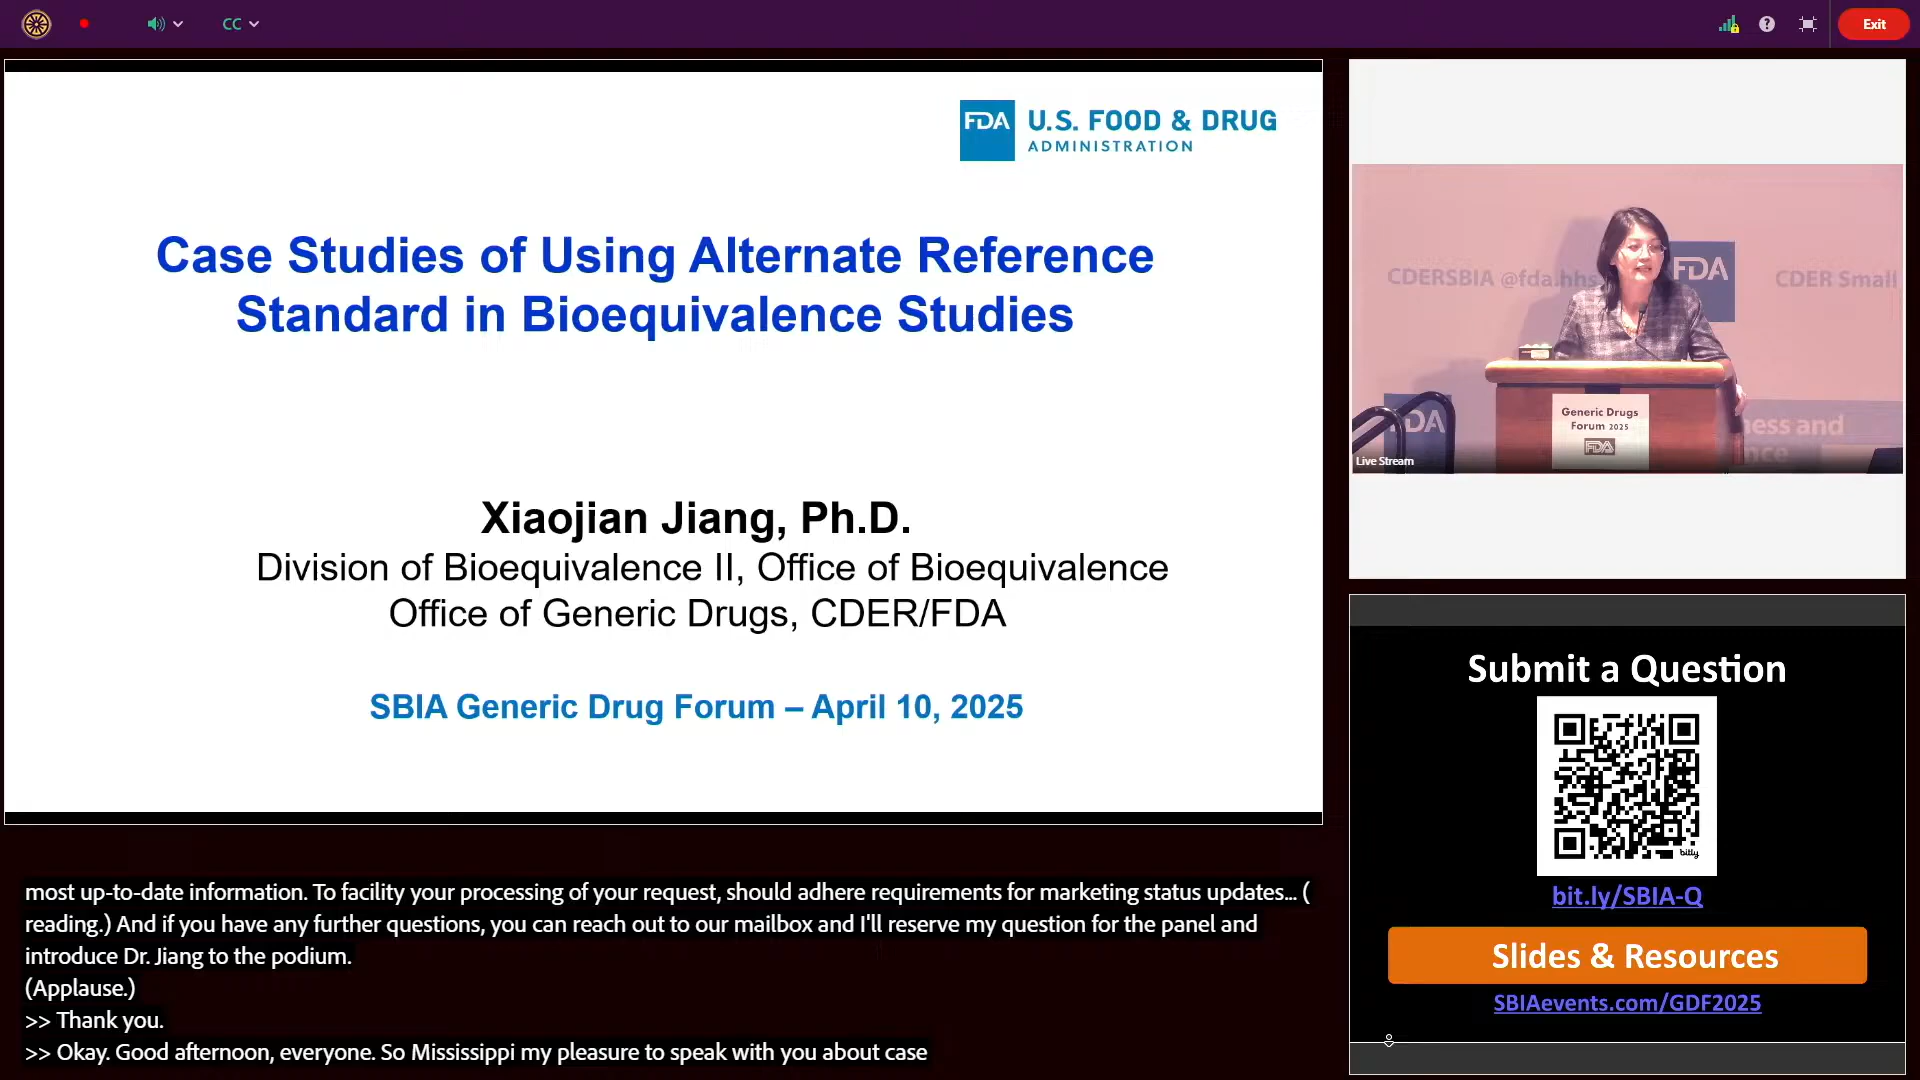 CC
Exit
FDA
U.S. FOOD & DRUG
ADMINISTRATION
Case Studies of Using Alternate Reference
Standard in Bioequivalence Studies
Xiaojian Jiang, Ph.D.
Division of Bioequivalence II, Office of Bioequivalence
Office of Generic Drugs, CDER/FDA
SBIA Generic Drug Forum – April 10, 2025
most up-to-date information. To facility your processing of your request, should adhere requirements for marketing status updates... (
reading.) And if you have any further questions, you can reach out to our mailbox and I'll reserve my question for the panel and
introduce Dr. Jiang to the podium.
(Applause.)
>> Thank you.
>> Okay. Good afternoon, everyone. So Mississippi my pleasure to speak with you about case
CDERSBIA @fda.hhs
FDA
CDER Small
FDA
Generic Drugs
Forum 2025
FDA
ness and
nce
Live Stream
Submit a Question
bitly
bit.ly/SBIA-Q
Slides & Resources
SBIAevents.com/GDF2025